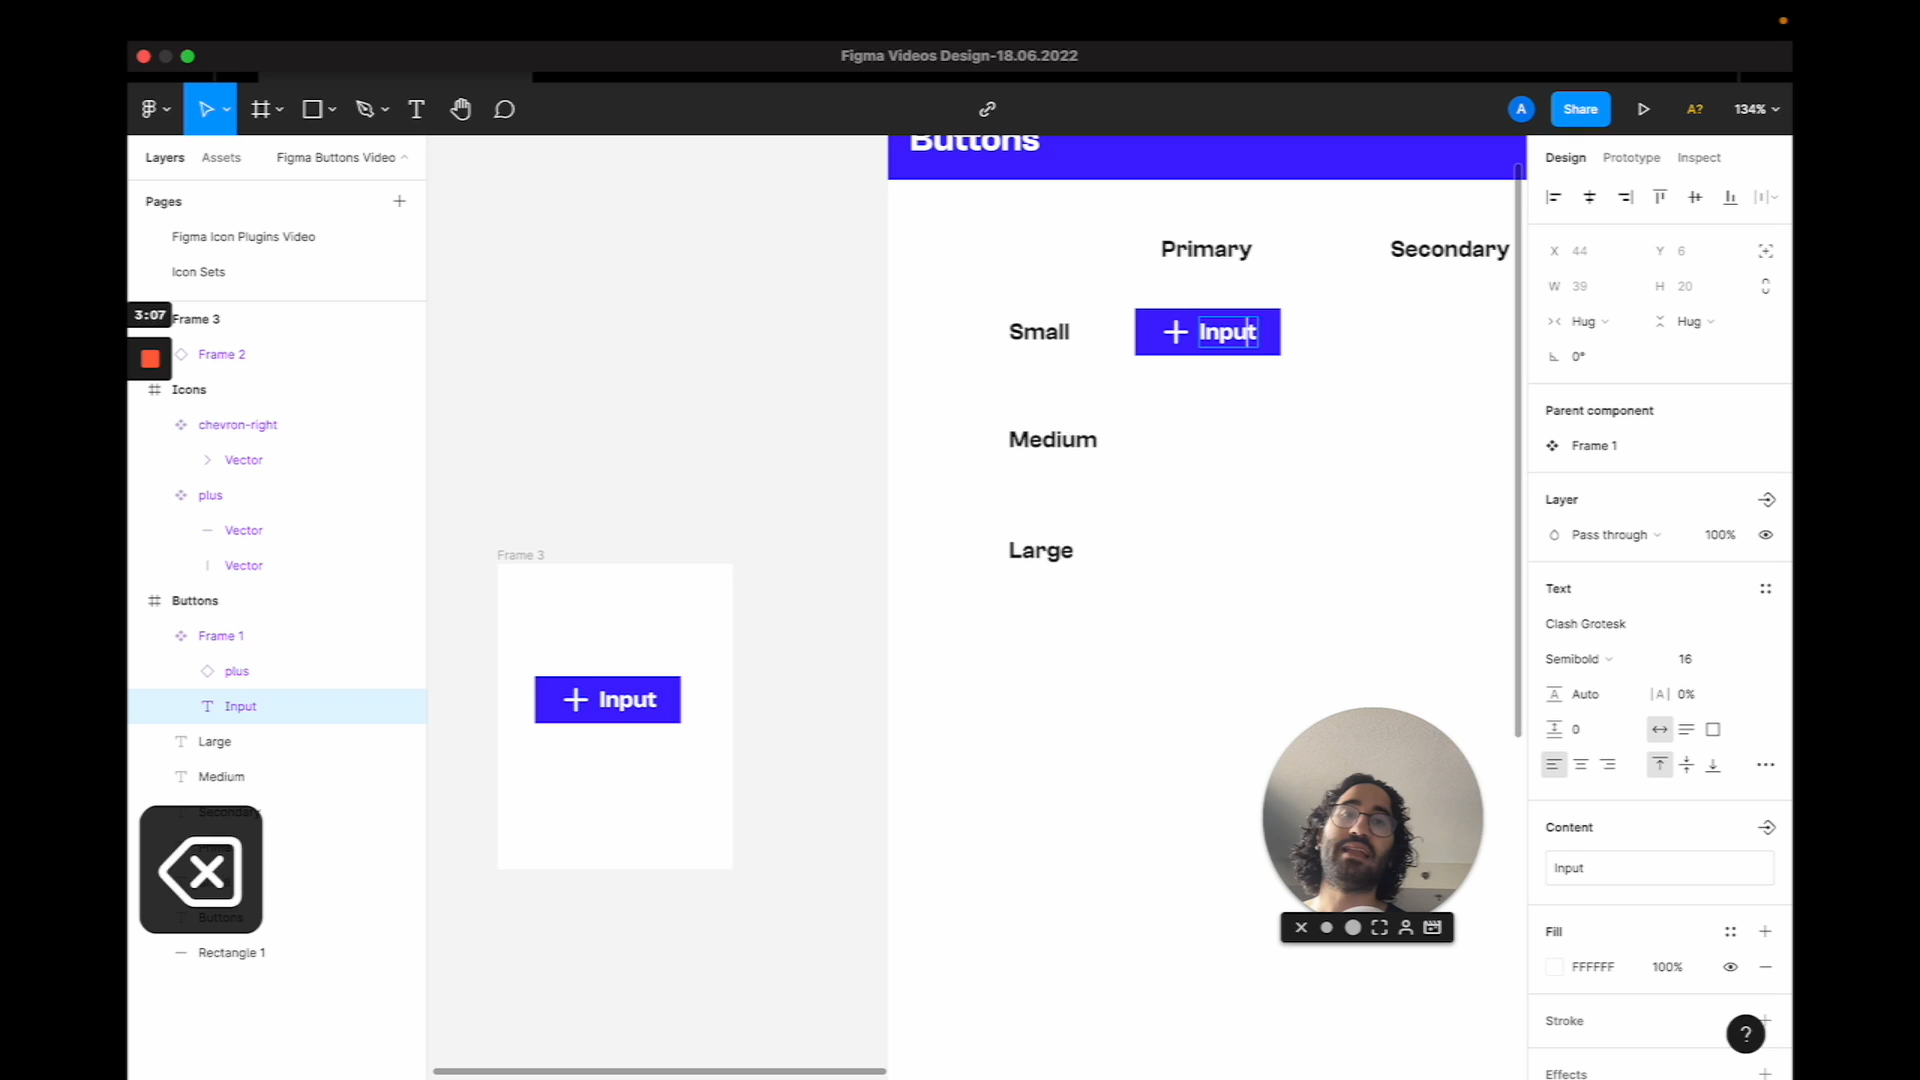 Figma Videos Design-18.06.2022
A
Share
A?
134%
Layers
Assets
Figma Buttons Video
Pages
Figma Icon Plugins Video
Icon Sets
3:07
Frame 3
Frame 2
Icons
chevron-right
Vector
plus
Vector
Vector
Buttons
Frame 1
plus
Input
Large
Medium
Secondary
Buttons
Rectangle 1
Frame 3
Input
Buttons
Primary
Secondary
Small
Input
Medium
Large
Design
Prototype
Inspect
X 44
Y 6
W 39
H 20
Hug
Hug
0°
Parent component
Frame 1
Layer
Pass through
100%
Text
Clash Grotesk
Semibold
16
A Auto
|A| 0%
0
Content
Input
Fill
FFFFFF
100%
Stroke
?
Effects